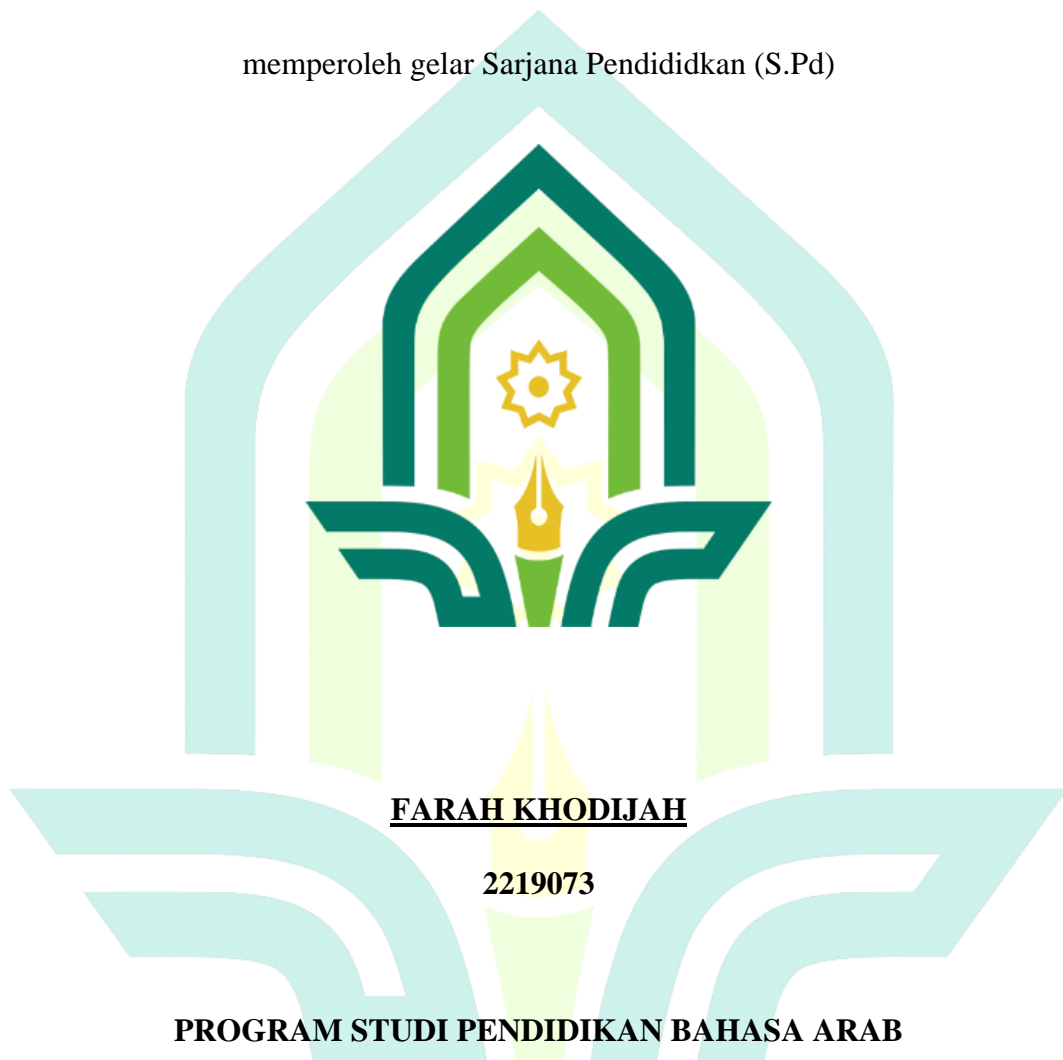 memperoleh gelar Sarjana Pendididkan (S.Pd)
FARAH KHODIJAH
2219073
PROGRAM STUDI PENDIDIKAN BAHASA ARAB